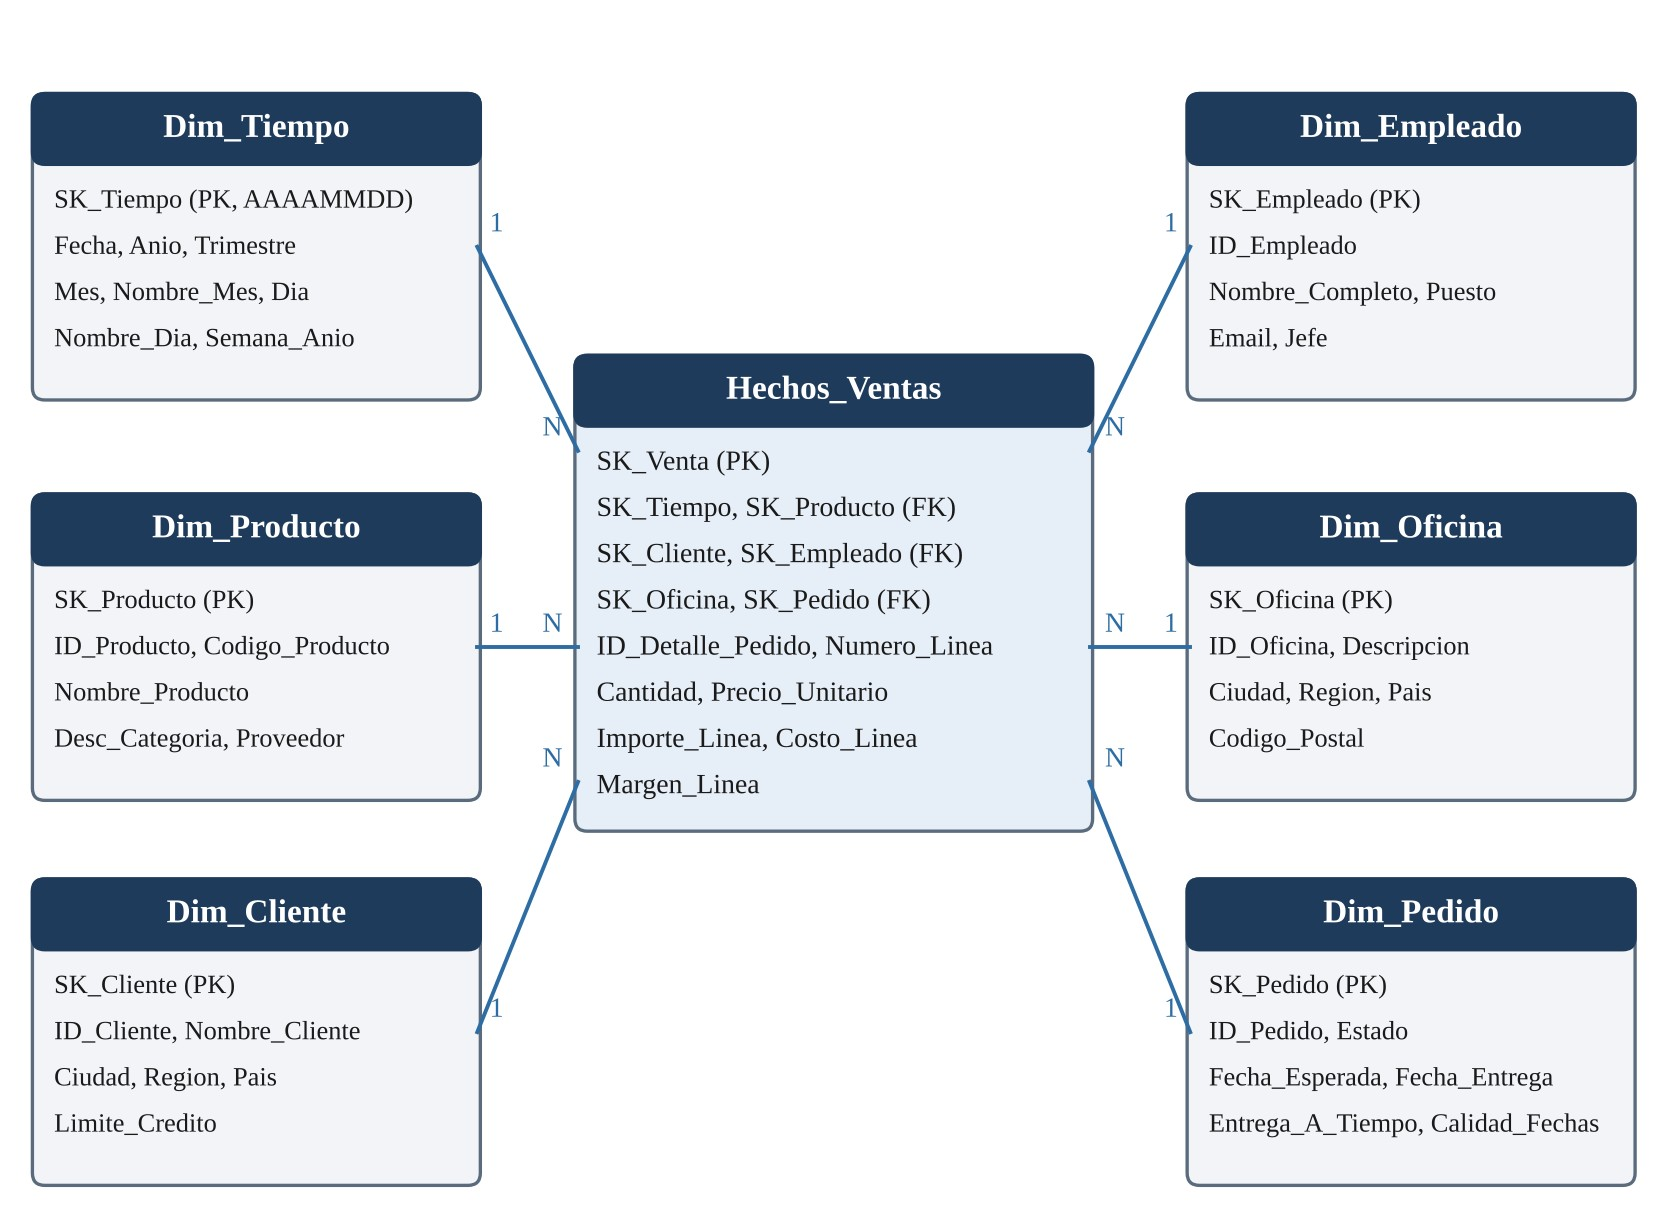 Dim_Tiempo
SK_Tiempo (PK, AAAAMMDD)
Fecha, Anio, Trimestre
Mes, Nombre_Mes, Dia
Nombre_Dia, Semana_Anio
1
N
Dim_Empleado
SK_Empleado (PK)
ID_Empleado
Nombre_Completo, Puesto
Email, Jefe
1
N
Hechos_Ventas
SK_Venta (PK)
SK_Tiempo, SK_Producto (FK)
SK_Cliente, SK_Empleado (FK)
SK_Oficina, SK_Pedido (FK)
ID_Detalle_Pedido, Numero_Linea
Cantidad, Precio_Unitario
Importe_Linea, Costo_Linea
Margen_Linea
Dim_Producto
SK_Producto (PK)
ID_Producto, Codigo_Producto
Nombre_Producto
Desc_Categoria, Proveedor
1
N
Dim_Oficina
SK_Oficina (PK)
ID_Oficina, Descripcion
Ciudad, Region, Pais
Codigo_Postal
N
1
Dim_Cliente
SK_Cliente (PK)
ID_Cliente, Nombre_Cliente
Ciudad, Region, Pais
Limite_Credito
N
1
Dim_Pedido
SK_Pedido (PK)
ID_Pedido, Estado
Fecha_Esperada, Fecha_Entrega
Entrega_A_Tiempo, Calidad_Fechas
N
1